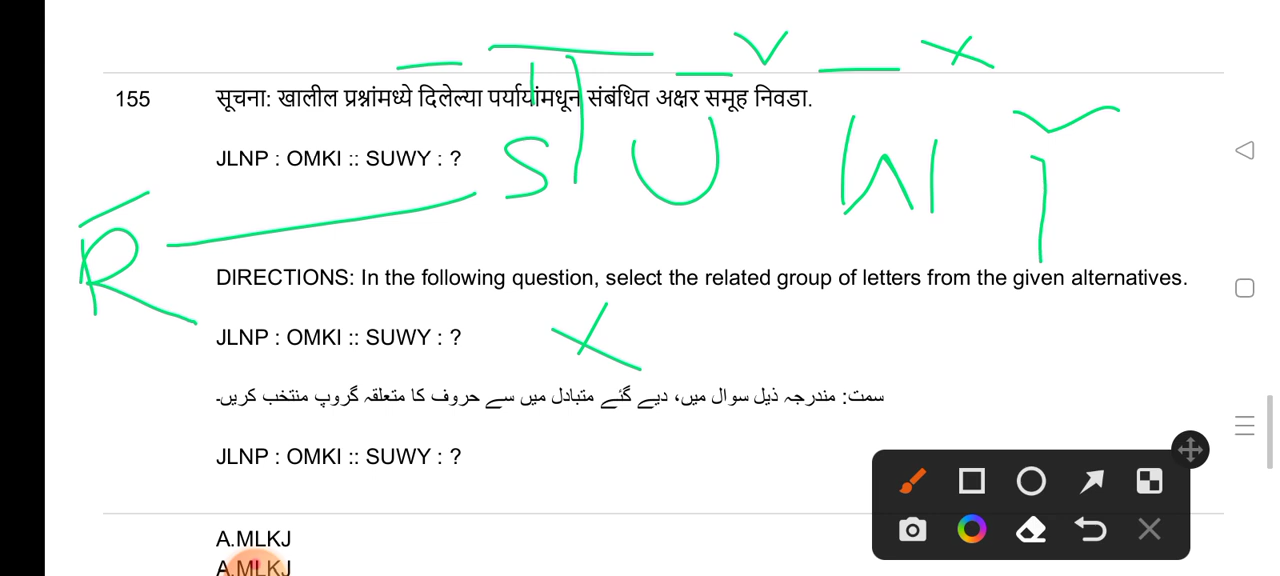 155 सूचना: खालील प्रश्नांमध्ये दिलेल्या पर्यायांमधून संबंधित अक्षर समूह निवडा.
JLNP : OMKI :: SUWY : ?
S T U W
R
DIRECTIONS: In the following question, select the related group of letters from the given alternatives.
JLNP : OMKI :: SUWY : ?
سمت: مندرجہ ذیل سوال میں، دیے گئے متبادل میں سے حروف کا متعلقہ گروپ منتخب کریں۔
JLNP : OMKI :: SUWY : ?
A.MLKJ
A.MLKJ